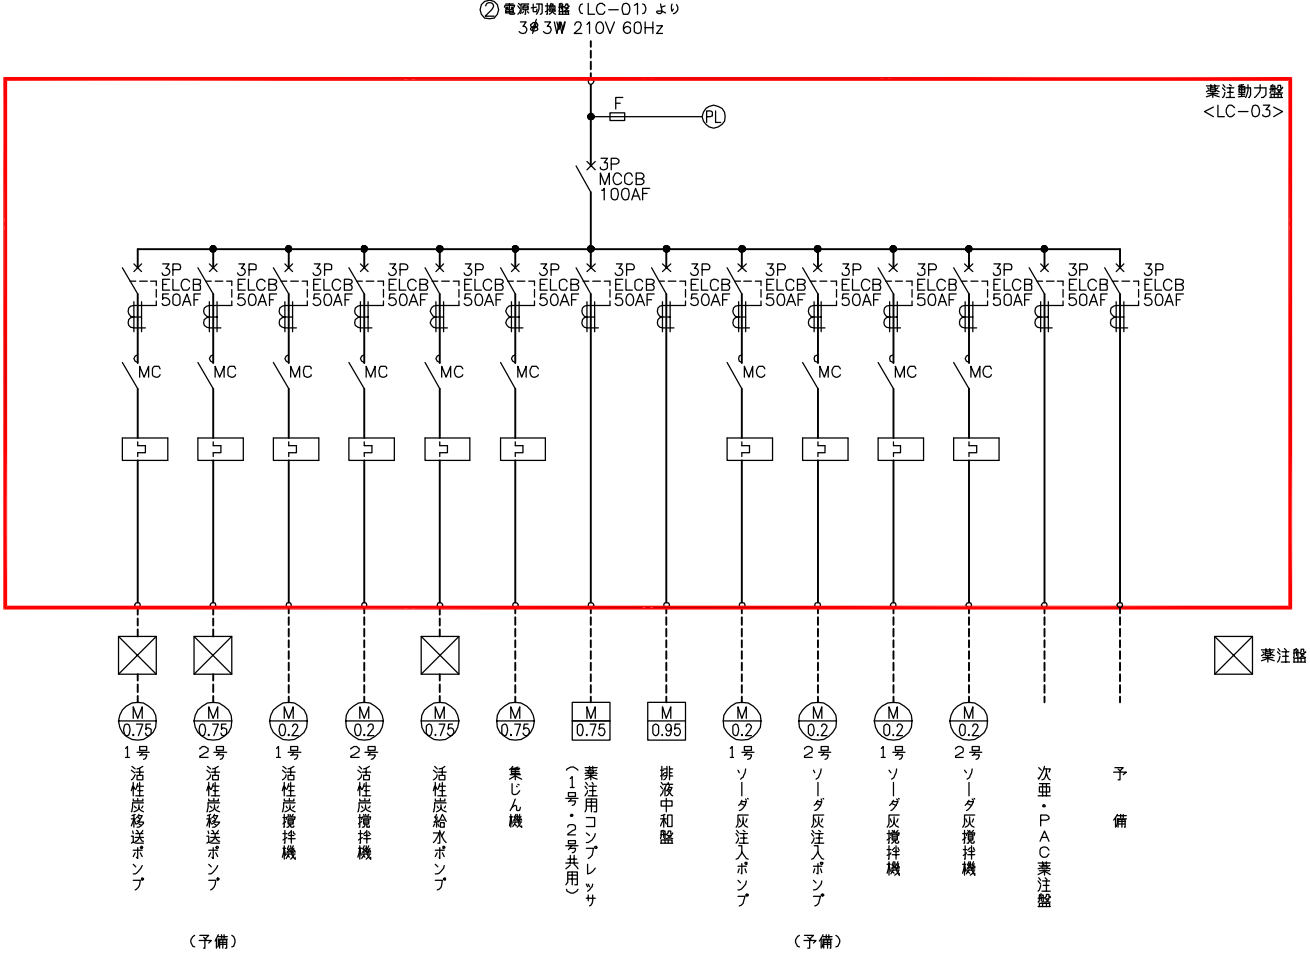 ② 電源切換盤（LC-01）より
3φ3W 210V 60Hz
薬注動力盤
<LC-03>
F
PL
3P
MCCB
100AF
3P
ELCB
50AF
3P
ELCB
50AF
3P
ELCB
50AF
3P
ELCB
50AF
3P
ELCB
50AF
3P
ELCB
50AF
3P
ELCB
50AF
3P
ELCB
50AF
3P
ELCB
50AF
3P
ELCB
50AF
3P
ELCB
50AF
3P
ELCB
50AF
3P
ELCB
50AF
3P
ELCB
50AF
MC
MC
MC
MC
MC
MC
MC
MC
MC
MC
薬注盤
M
0.75
1号
活性炭移送ポンプ
M
0.75
2号
活性炭移送ポンプ
（予備）
M
0.2
1号
活性炭攪拌機
M
0.2
2号
活性炭攪拌機
M
0.75
活性炭給水ポンプ
M
0.75
集じん機
M
0.75
薬注用コンプレッサ
（1号・2号共用）
M
0.95
排液中和盤
M
0.2
1号
ソーダ灰注入ポンプ
M
0.2
2号
ソーダ灰注入ポンプ
（予備）
M
0.2
1号
ソーダ灰攪拌機
M
0.2
2号
ソーダ灰攪拌機
次亜・PAC薬注盤
予備